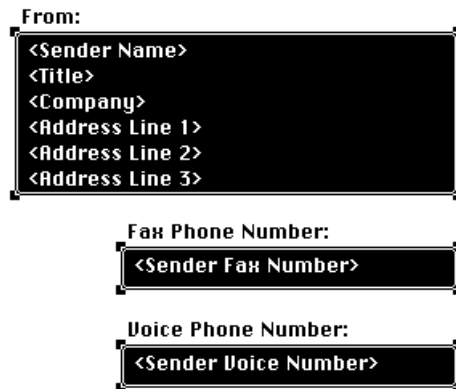 From:
<Sender Name>
<Title>
<Company>
<Address Line 1>
<Address Line 2>
<Address Line 3>
Fax Phone Number:
<Sender Fax Number>
Voice Phone Number:
<Sender Voice Number>